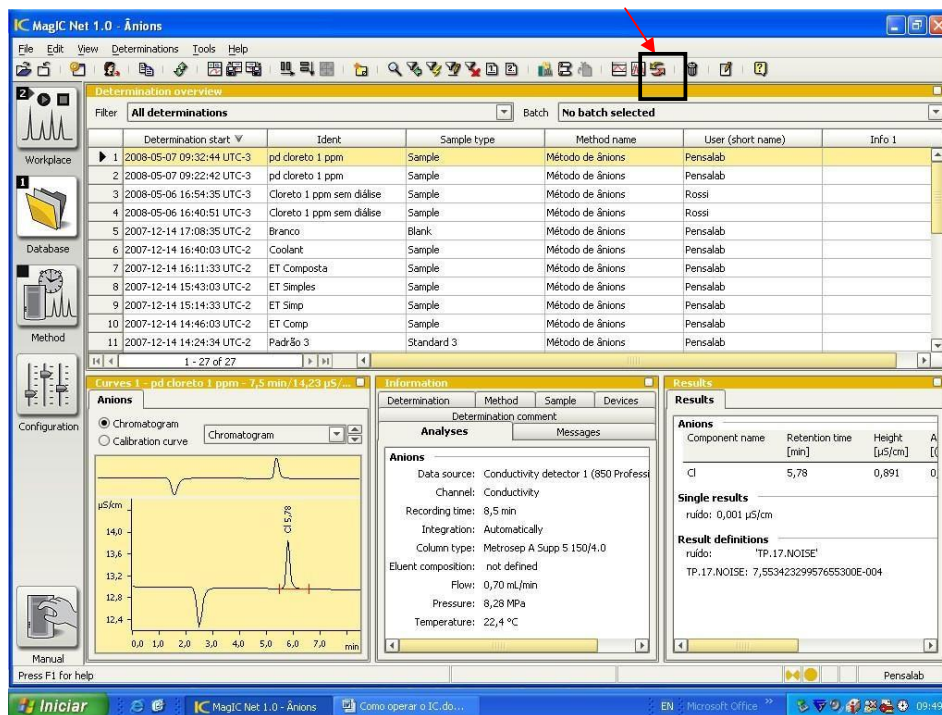 MagIC Net 1.0 - Ânions
File Edit View Determinations Tools Help
Determination overview
Filter All determinations Batch No batch selected
Determination start Ident Sample type Method name User (short name) Info 1
1 2008-05-07 09:32:44 UTC-3 pd cloreto 1 ppm Sample Método de ânions Pensalab
2 2008-05-07 09:22:42 UTC-3 pd cloreto 1 ppm Sample Método de ânions Pensalab
3 2008-05-06 16:54:35 UTC-3 Cloreto 1 ppm sem diálise Sample Método de ânions Rossi
4 2008-05-06 16:40:51 UTC-3 Cloreto 1 ppm sem diálise Sample Método de ânions Rossi
5 2007-12-14 17:08:35 UTC-2 Branco Blank Método de ânions Pensalab
6 2007-12-14 16:40:03 UTC-2 Coolant Sample Método de ânions Pensalab
7 2007-12-14 16:11:33 UTC-2 ET Composta Sample Método de ânions Pensalab
8 2007-12-14 15:43:03 UTC-2 ET Simples Sample Método de ânions Pensalab
9 2007-12-14 15:14:33 UTC-2 ET Simp Sample Método de ânions Pensalab
10 2007-12-14 14:46:03 UTC-2 ET Comp Sample Método de ânions Pensalab
11 2007-12-14 14:24:34 UTC-2 Padrão 3 Standard 3 Método de ânions Pensalab
1 - 27 of 27
2
Workplace
1
Database
Method
Configuration
Manual
Curves 1 - pd cloreto 1 ppm - 7,5 min/14,23 µS/...
Anions
Chromatogram
Calibration curve
Chromatogram
µS/cm
14,0
13,6
13,2
12,8
12,4
Cl 5,78
0,0 1,0 2,0 3,0 4,0 5,0 6,0 7,0 min
Information
Determination Method Sample Devices
Determination comment
Analyses Messages
Anions
Data source: Conductivity detector 1 (850 Professi
Channel: Conductivity
Recording time: 8,5 min
Integration: Automatically
Column type: Metrosep A Supp 5 150/4.0
Eluent composition: not defined
Flow: 0,70 mL/min
Pressure: 8,28 MPa
Temperature: 22,4 °C
Results
Results
Anions
Component name Retention time Height A
[min] [µS/cm] [(
Cl 5,78 0,891 0,
Single results
ruído: 0,001 µS/cm
Result definitions
ruído: 'TP.17.NOISE'
TP.17.NOISE: 7,55342329957655300E-004
Press F1 for help Pensalab
Iniciar MagIC Net 1.0 - Ânions Como operar o IC.do... EN Microsoft Office 09:49